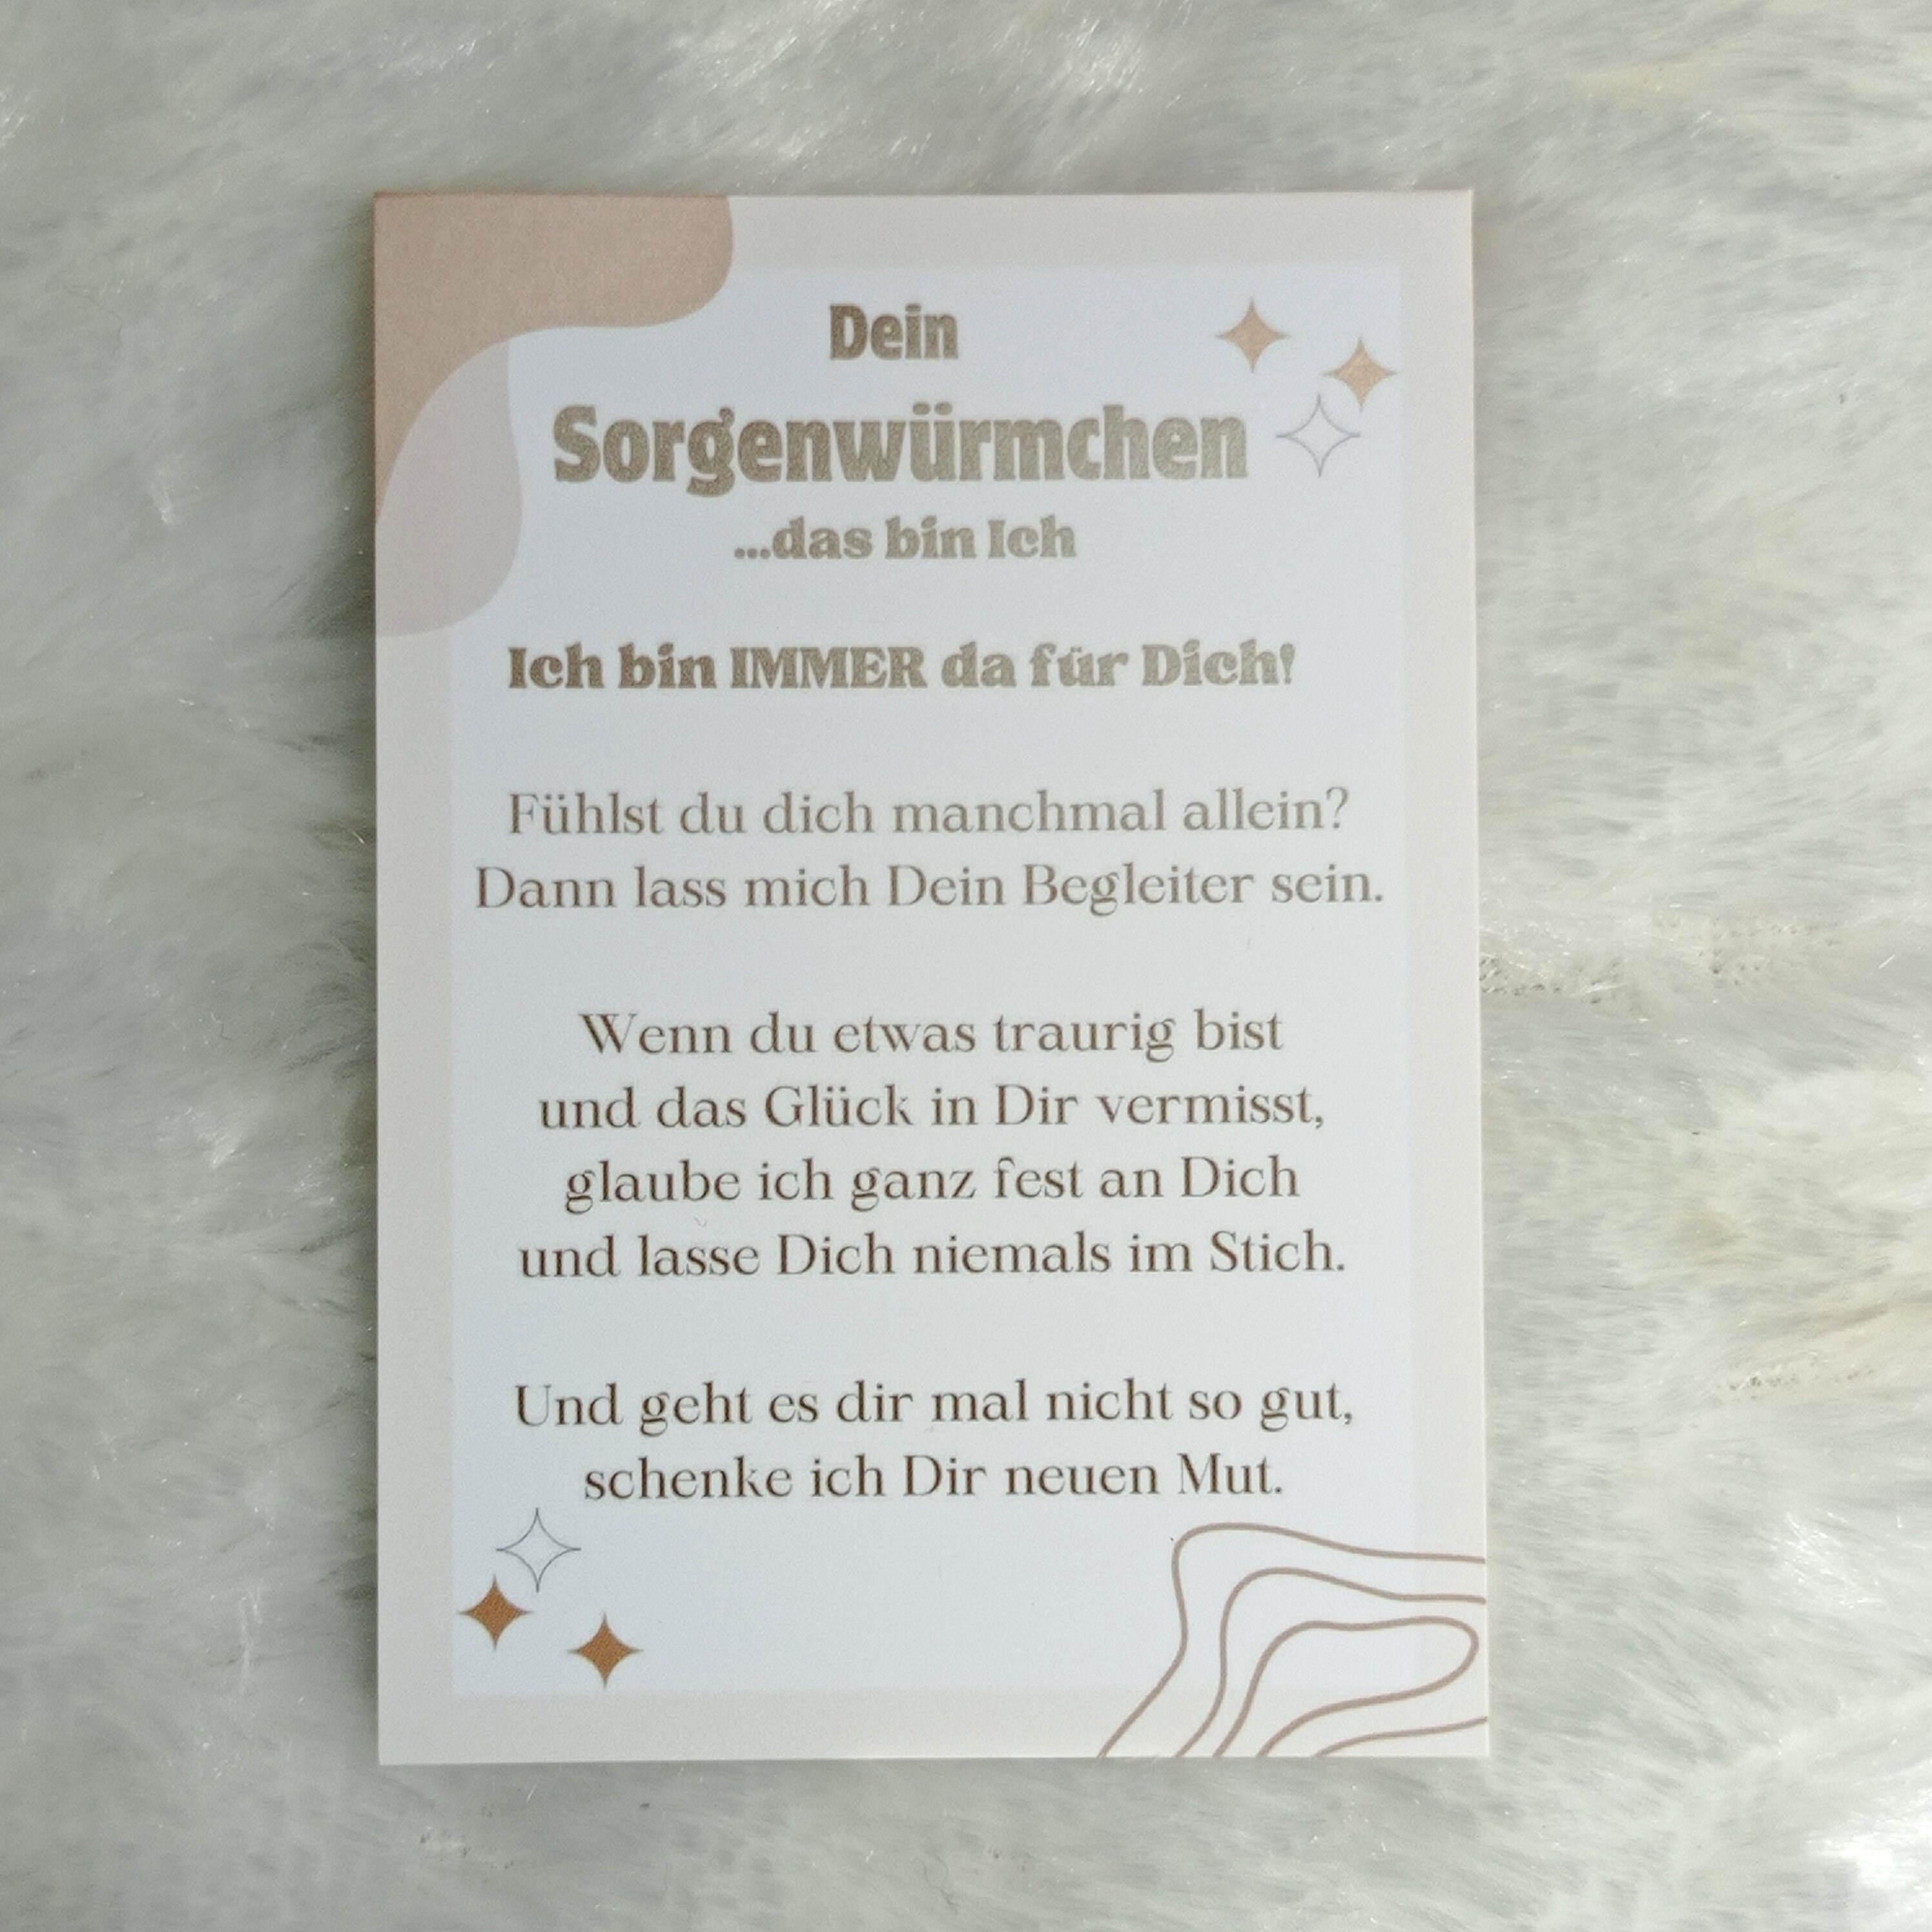 Dein
Sorgenwürmchen
...das bin Ich
Ich bin IMMER da für Dich!
Fühlst du dich manchmal allein?
Dann lass mich Dein Begleiter sein.
Wenn du etwas traurig bist
und das Glück in Dir vermisst,
glaube ich ganz fest an Dich
und lasse Dich niemals im Stich.
Und geht es dir mal nicht so gut,
schenke ich Dir neuen Mut.